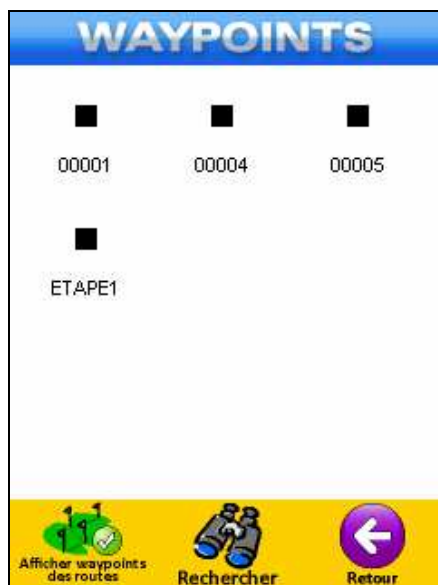 WAYPOINTS
00001 00004 00005
ETAPE1
Afficher waypoints
des routes
Rechercher
Retour